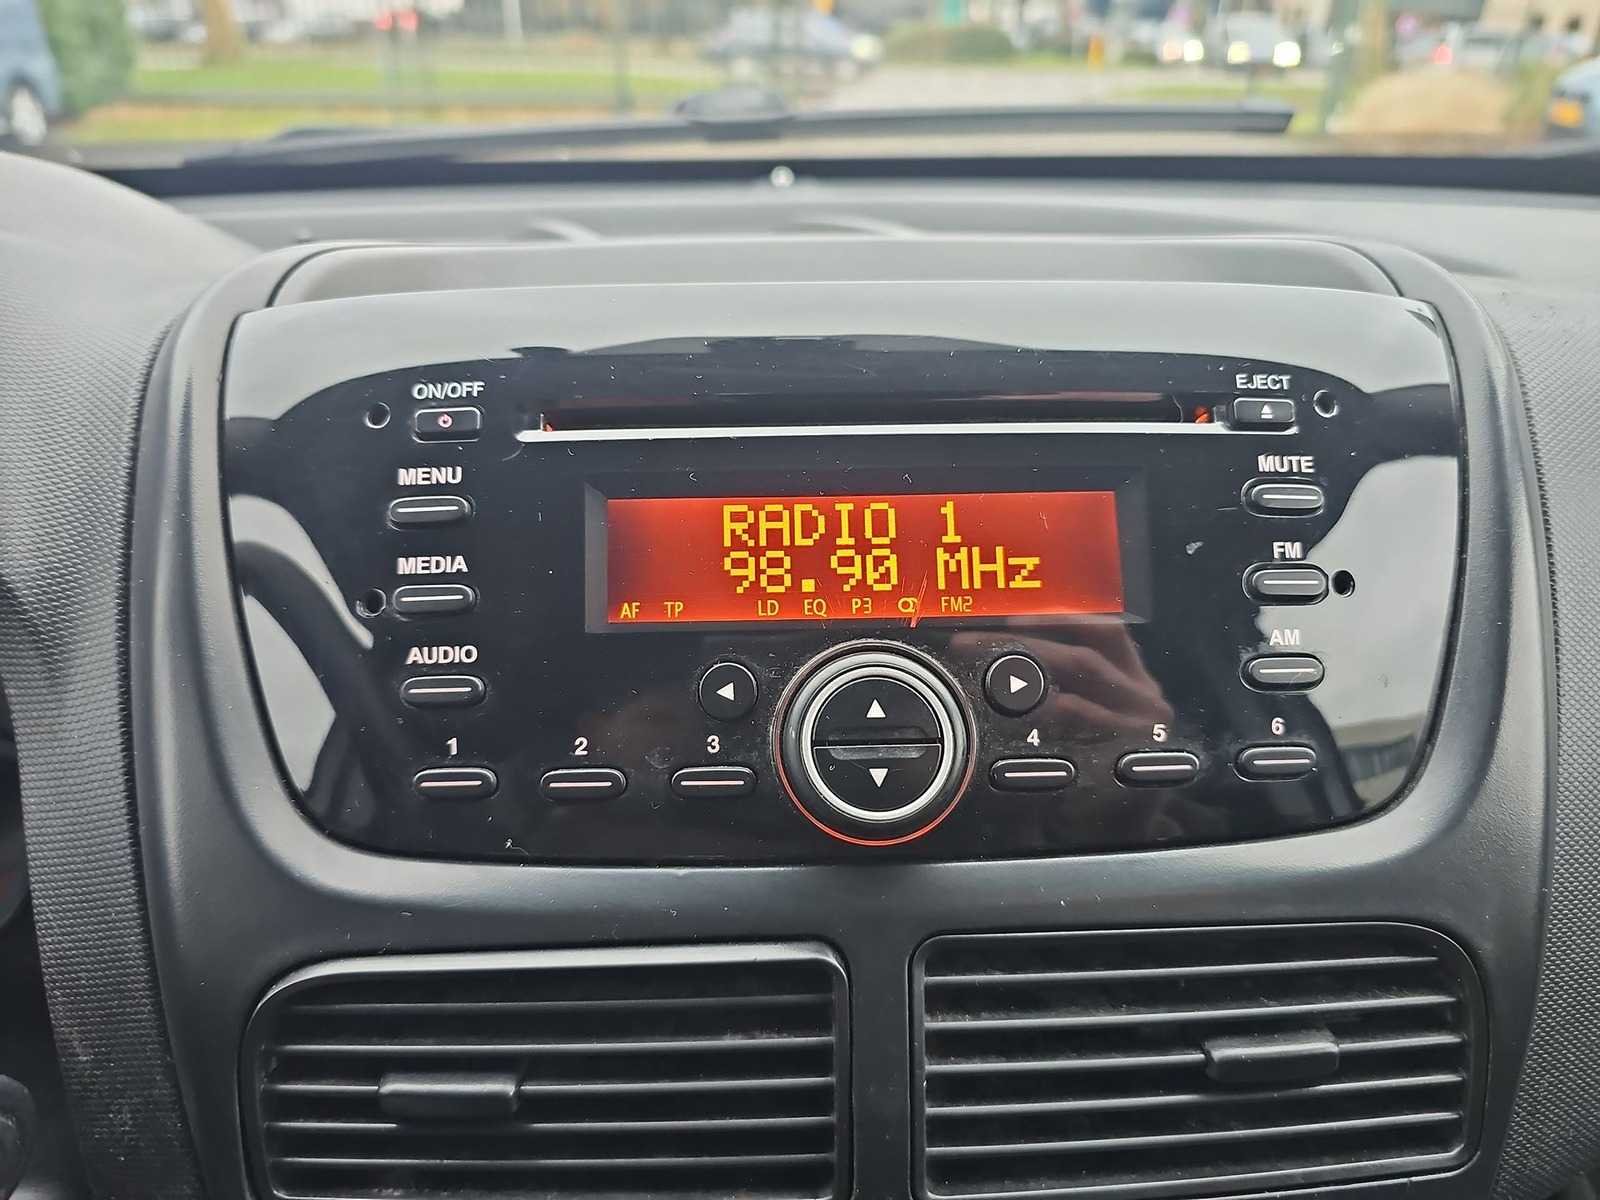 ON/OFF
EJECT
MENU
MUTE
RADIO 1
98.90 MHz
MEDIA
FM
AF TP LD EQ P3 FM2
AUDIO
AM
1 2 3 4 5 6